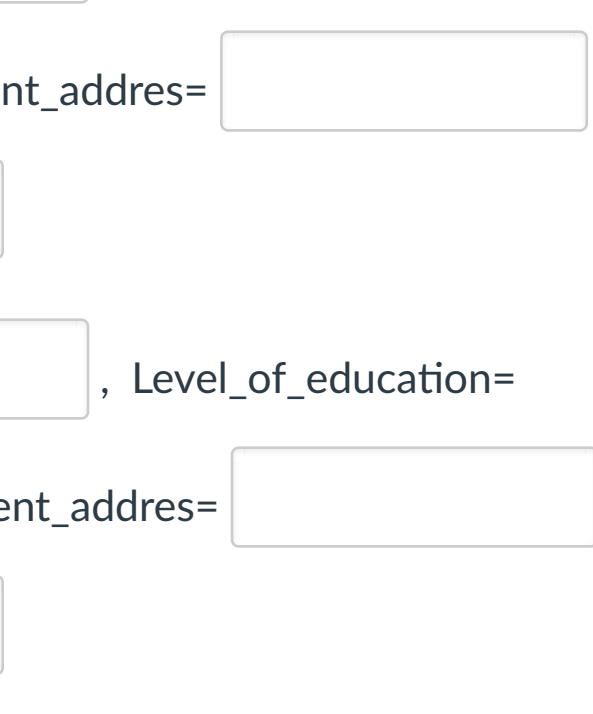 nt_addres=
, Level_of_education=
ent_addres=